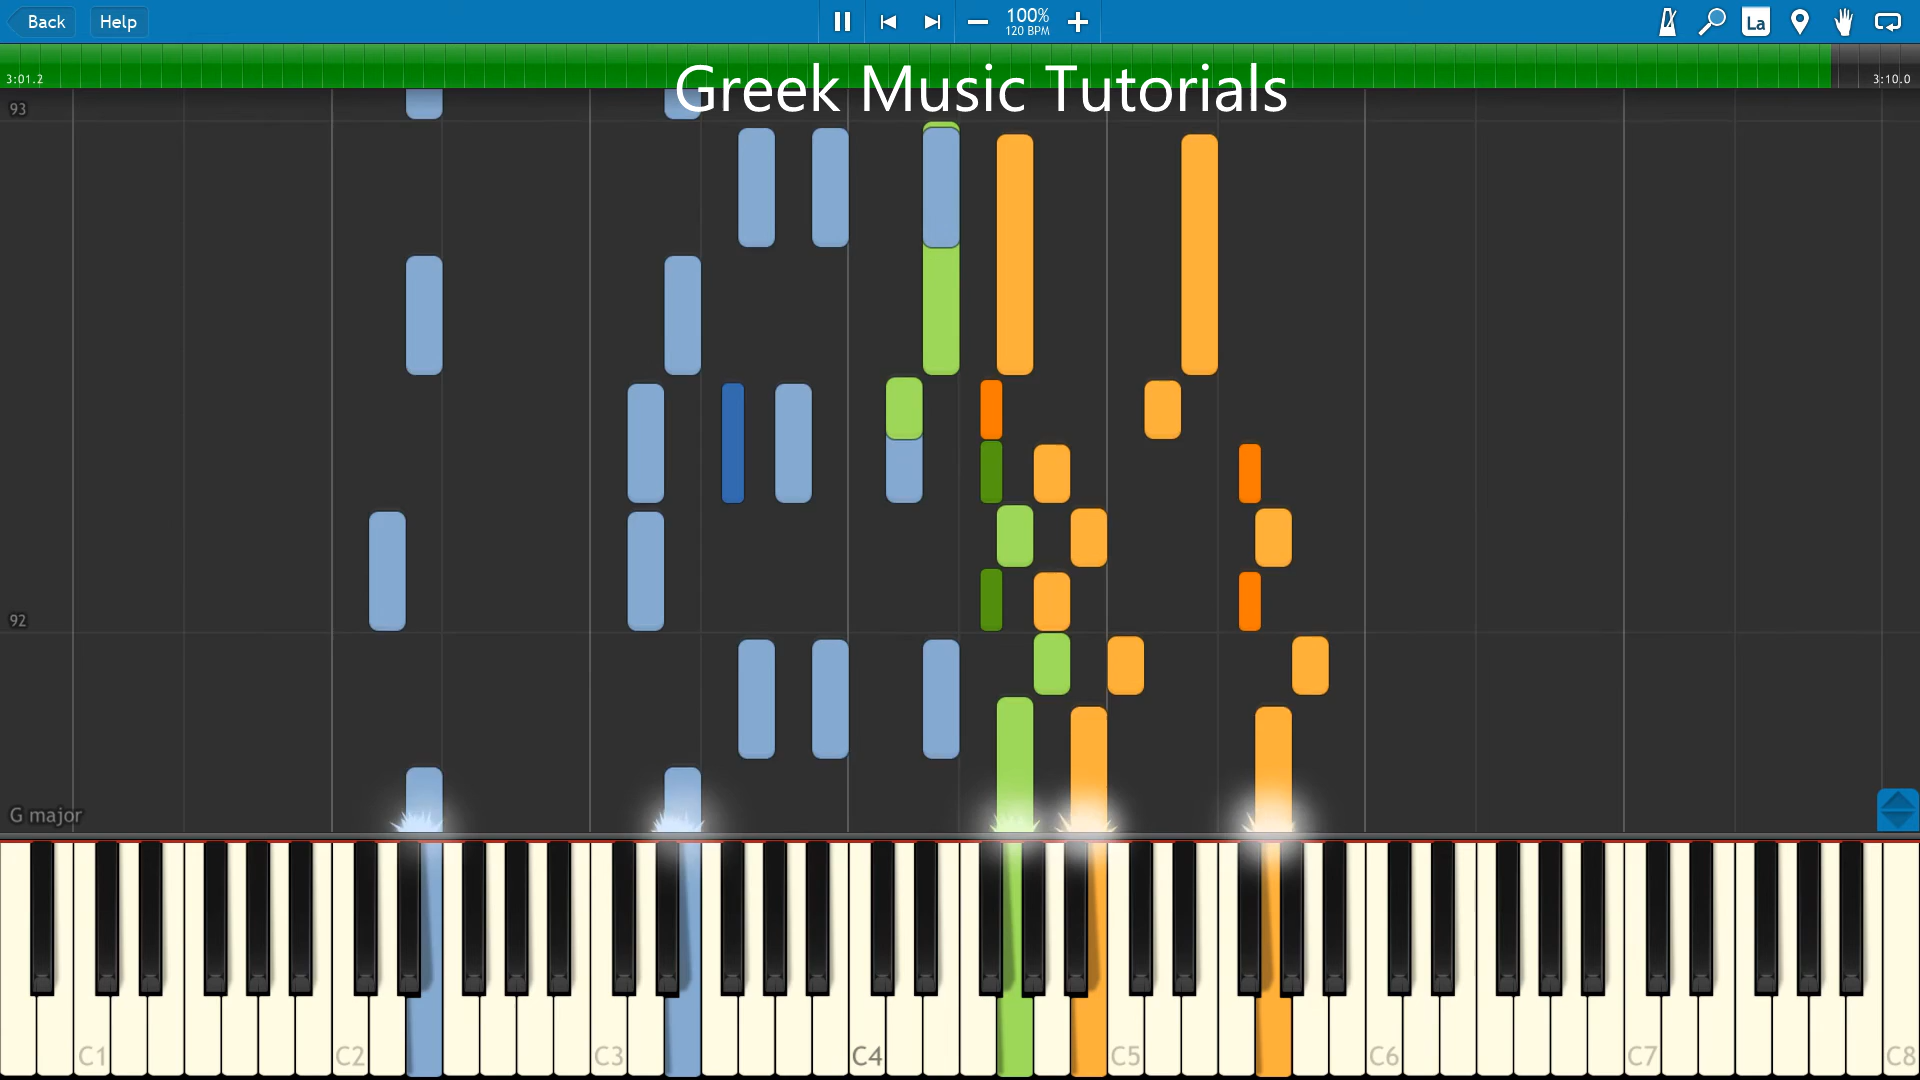 Back
Help
100%
120 BPM
La
3:01.2
3:10.0
Greek Music Tutorials
93
92
G major
C1
C2
C3
C4
C5
C6
C7
C8